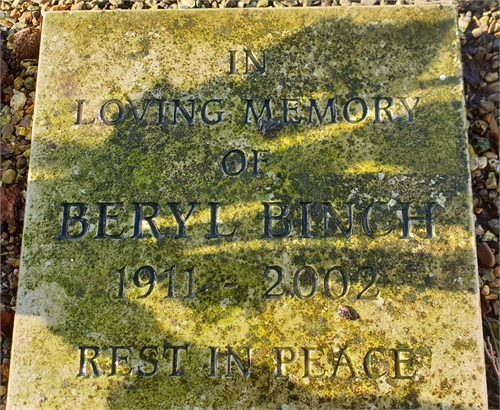 IN
LOVING MEMORY
OF
BERYL BINCH
1911 - 2002
REST IN PEACE